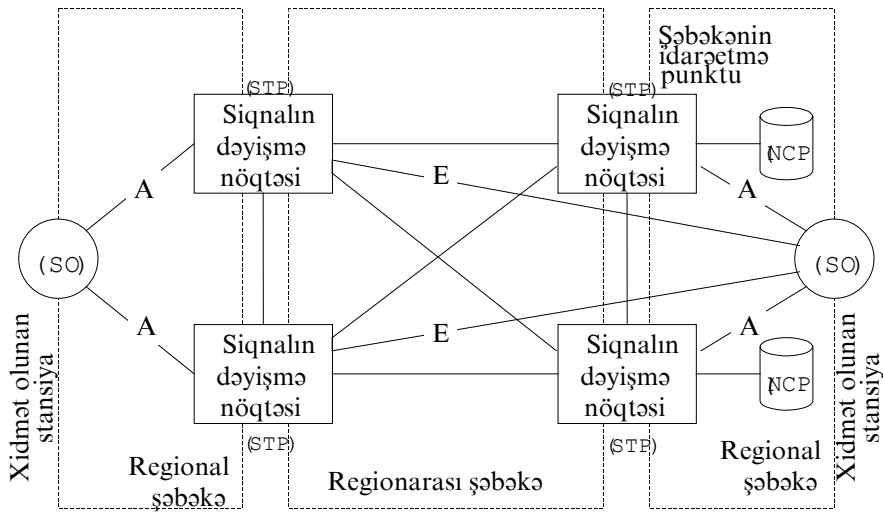 Şəbəkənin
idarəetmə
punktu
(STP)
Siqnalın
dəyişmə
nöqtəsi
(STP)
Siqnalın
dəyişmə
nöqtəsi
(NCP
A
E
A
(SO)
(SO)
A
E
A
Siqnalın
dəyişmə
nöqtəsi
(STP)
Siqnalın
dəyişmə
nöqtəsi
(STP)
(NCP
Xidmət olunan
stansiya
Xidmət olunan
stansiya
Regional
şəbəkə
Regionarası şəbəkə
Regional
şəbəkə